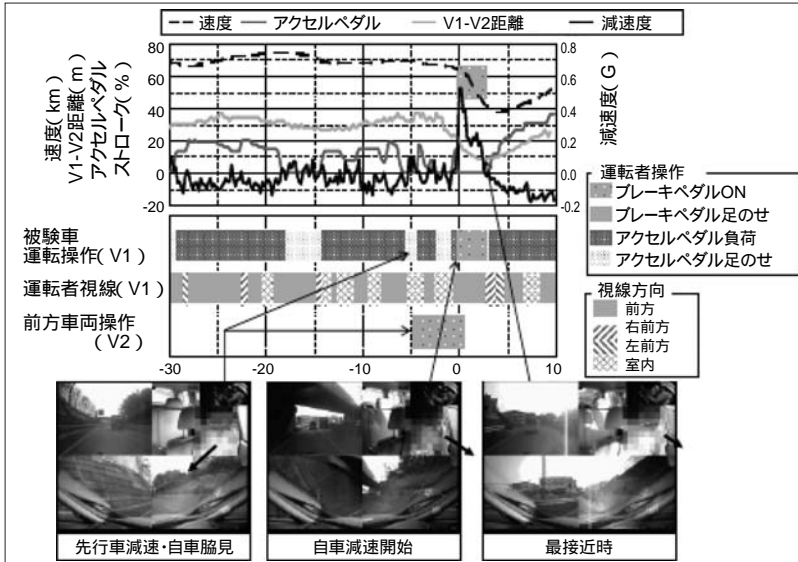 速度 アクセルペダル V1-V2距離 減速度
速度(km)
V1-V2距離(m)
アクセルペダル
ストローク(%)
80
60
40
20
0
-20
0.8
0.6
0.4
0.2
0.0
-0.2
減速度(G)
運転者操作
ブレーキペダルON
ブレーキペダル足のせ
アクセルペダル負荷
アクセルペダル足のせ
被験車
運転操作(V1)
運転者視線(V1)
前方車両操作
(V2)
視線方向
前方
右前方
左前方
室内
-30 -20 -10 0 10
先行車減速・自車脇見
自車減速開始
最接近時